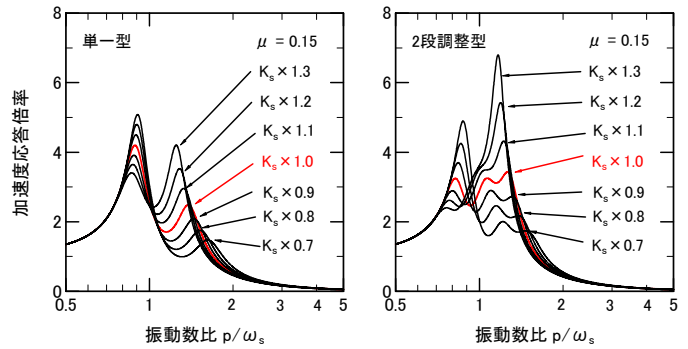 単一型
μ = 0.15
Ks × 1.3
Ks × 1.2
Ks × 1.1
Ks × 1.0
Ks × 0.9
Ks × 0.8
Ks × 0.7
加速度応答倍率
8
6
4
2
0
0.5
1
2
3
4
5
振動数比 p/ωs
2段調整型
μ = 0.15
Ks × 1.3
Ks × 1.2
Ks × 1.1
Ks × 1.0
Ks × 0.9
Ks × 0.8
Ks × 0.7
8
6
4
2
0
0.5
1
2
3
4
5
振動数比 p/ωs